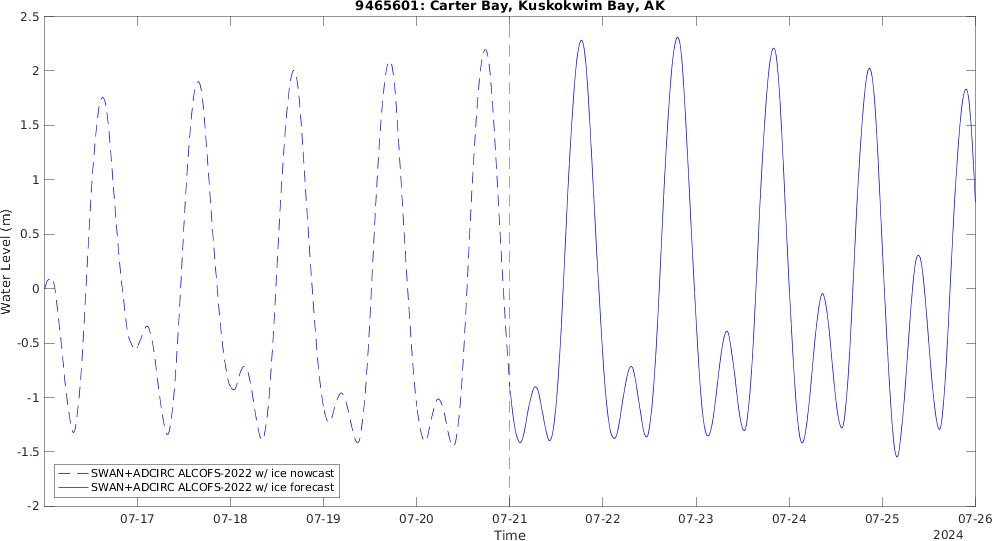 9465601: Carter Bay, Kuskokwim Bay, AK
2.5
2
1.5
1
0.5
0
-0.5
-1
-1.5
-2
Water Level (m)
SWAN+ADCIRC ALCOFS-2022 w/ ice nowcast
SWAN+ADCIRC ALCOFS-2022 w/ ice forecast
07-17 07-18 07-19 07-20 07-21 07-22 07-23 07-24 07-25 07-26
Time
2024